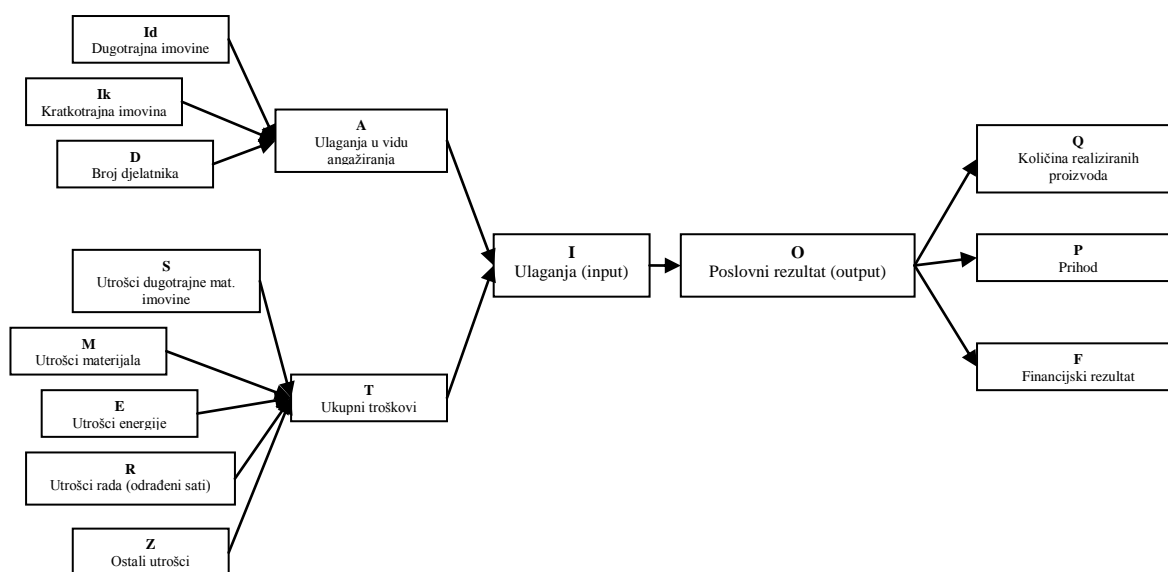 Id
Dugotrajna imovine
Ik
Kratkotrajna imovina
D
Broj djelatnika
A
Ulaganja u vidu
angažiranja
S
Utrošci dugotrajne mat.
imovine
M
Utrošci materijala
E
Utrošci energije
R
Utrošci rada (odrađeni sati)
Z
Ostali utrošci
T
Ukupni troškovi
I
Ulaganja (input)
O
Poslovni rezultat (output)
Q
Količina realiziranih
proizvoda
P
Prihod
F
Financijski rezultat